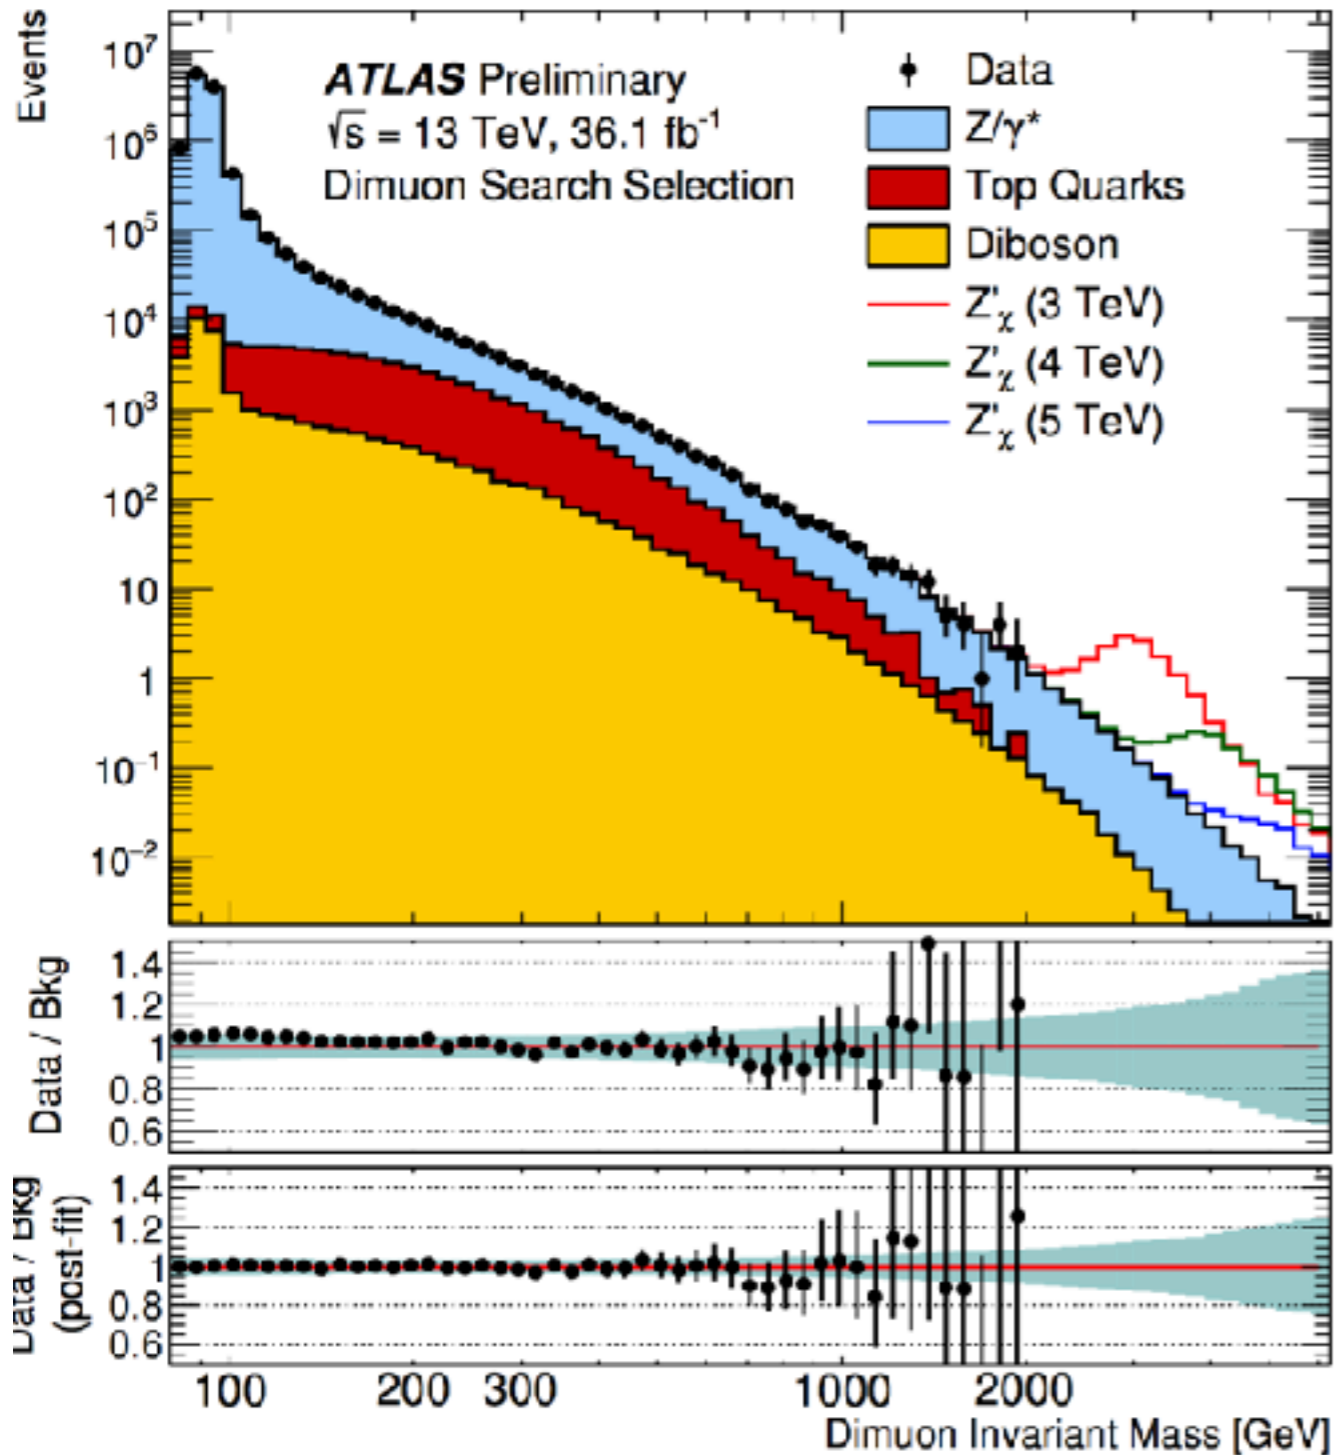 Events
10⁷
10⁶
10⁵
10⁴
10³
10²
10
1
10⁻¹
10⁻²
ATLAS Preliminary
√s = 13 TeV, 36.1 fb⁻¹
Dimuon Search Selection
Data
Z/γ*
Top Quarks
Diboson
Z'χ (3 TeV)
Z'χ (4 TeV)
Z'χ (5 TeV)
Data / Bkg
1.4
1.2
1
0.8
0.6
Data / Bkg
(post-fit)
1.4
1.2
1
0.8
0.6
100 200 300 1000 2000
Dimuon Invariant Mass [GeV]